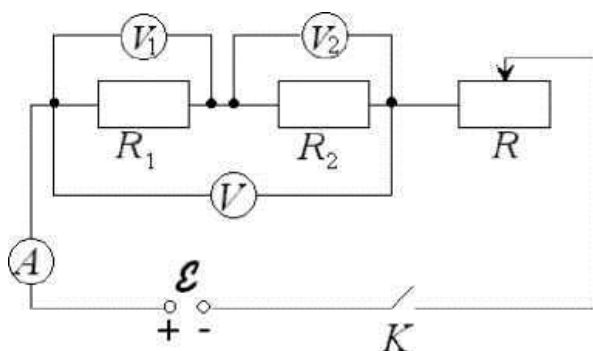 V₁ V₂
R₁ R₂ R
V
A
ℰ
+ - K